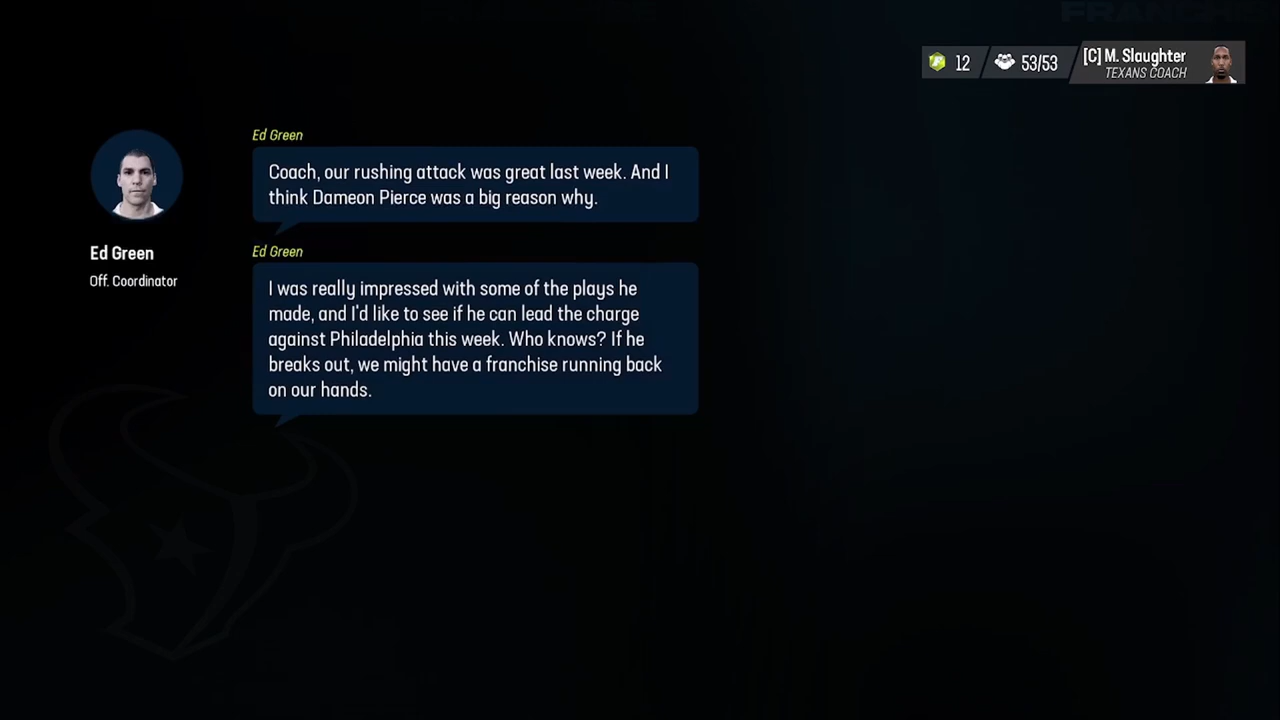 FRANCHISE
12
53/53
[C] M. Slaughter
TEXANS COACH
Ed Green
Coach, our rushing attack was great last week. And I
think Dameon Pierce was a big reason why.
Ed Green
Off. Coordinator
Ed Green
I was really impressed with some of the plays he
made, and I'd like to see if he can lead the charge
against Philadelphia this week. Who knows? If he
breaks out, we might have a franchise running back
on our hands.